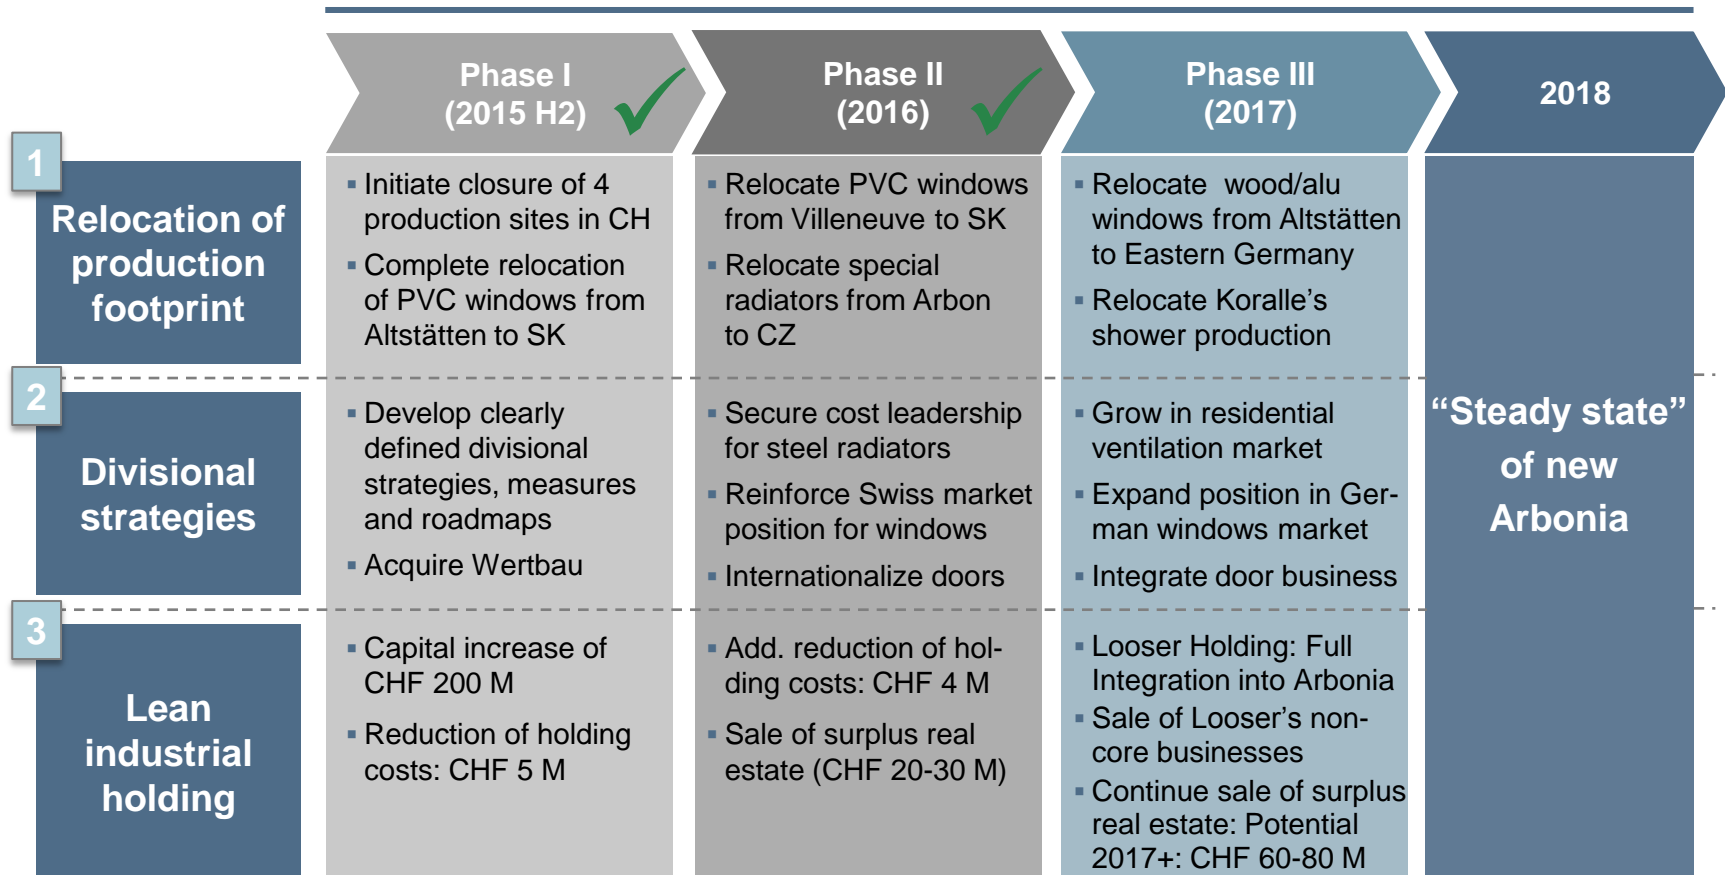 Phase I
(2015 H2)
Phase II
(2016)
Phase III
(2017)
2018
1
Relocation of
production
footprint
▪ Initiate closure of 4
production sites in CH
▪ Complete relocation
of PVC windows from
Altstätten to SK
▪ Relocate PVC windows
from Villeneuve to SK
▪ Relocate special
radiators from Arbon
to CZ
▪ Relocate wood/alu
windows from Altstätten
to Eastern Germany
▪ Relocate Koralle’s
shower production
2
Divisional
strategies
▪ Develop clearly
defined divisional
strategies, measures
and roadmaps
▪ Acquire Wertbau
▪ Secure cost leadership
for steel radiators
▪ Reinforce Swiss market
position for windows
▪ Internationalize doors
▪ Grow in residential
ventilation market
▪ Expand position in Ger-
man windows market
▪ Integrate door business
“Steady state”
of new
Arbonia
3
Lean
industrial
holding
▪ Capital increase of
CHF 200 M
▪ Reduction of holding
costs: CHF 5 M
▪ Add. reduction of hol-
ding costs: CHF 4 M
▪ Sale of surplus real
estate (CHF 20-30 M)
▪ Looser Holding: Full
Integration into Arbonia
▪ Sale of Looser’s non-
core businesses
▪ Continue sale of surplus
real estate: Potential
2017+: CHF 60-80 M